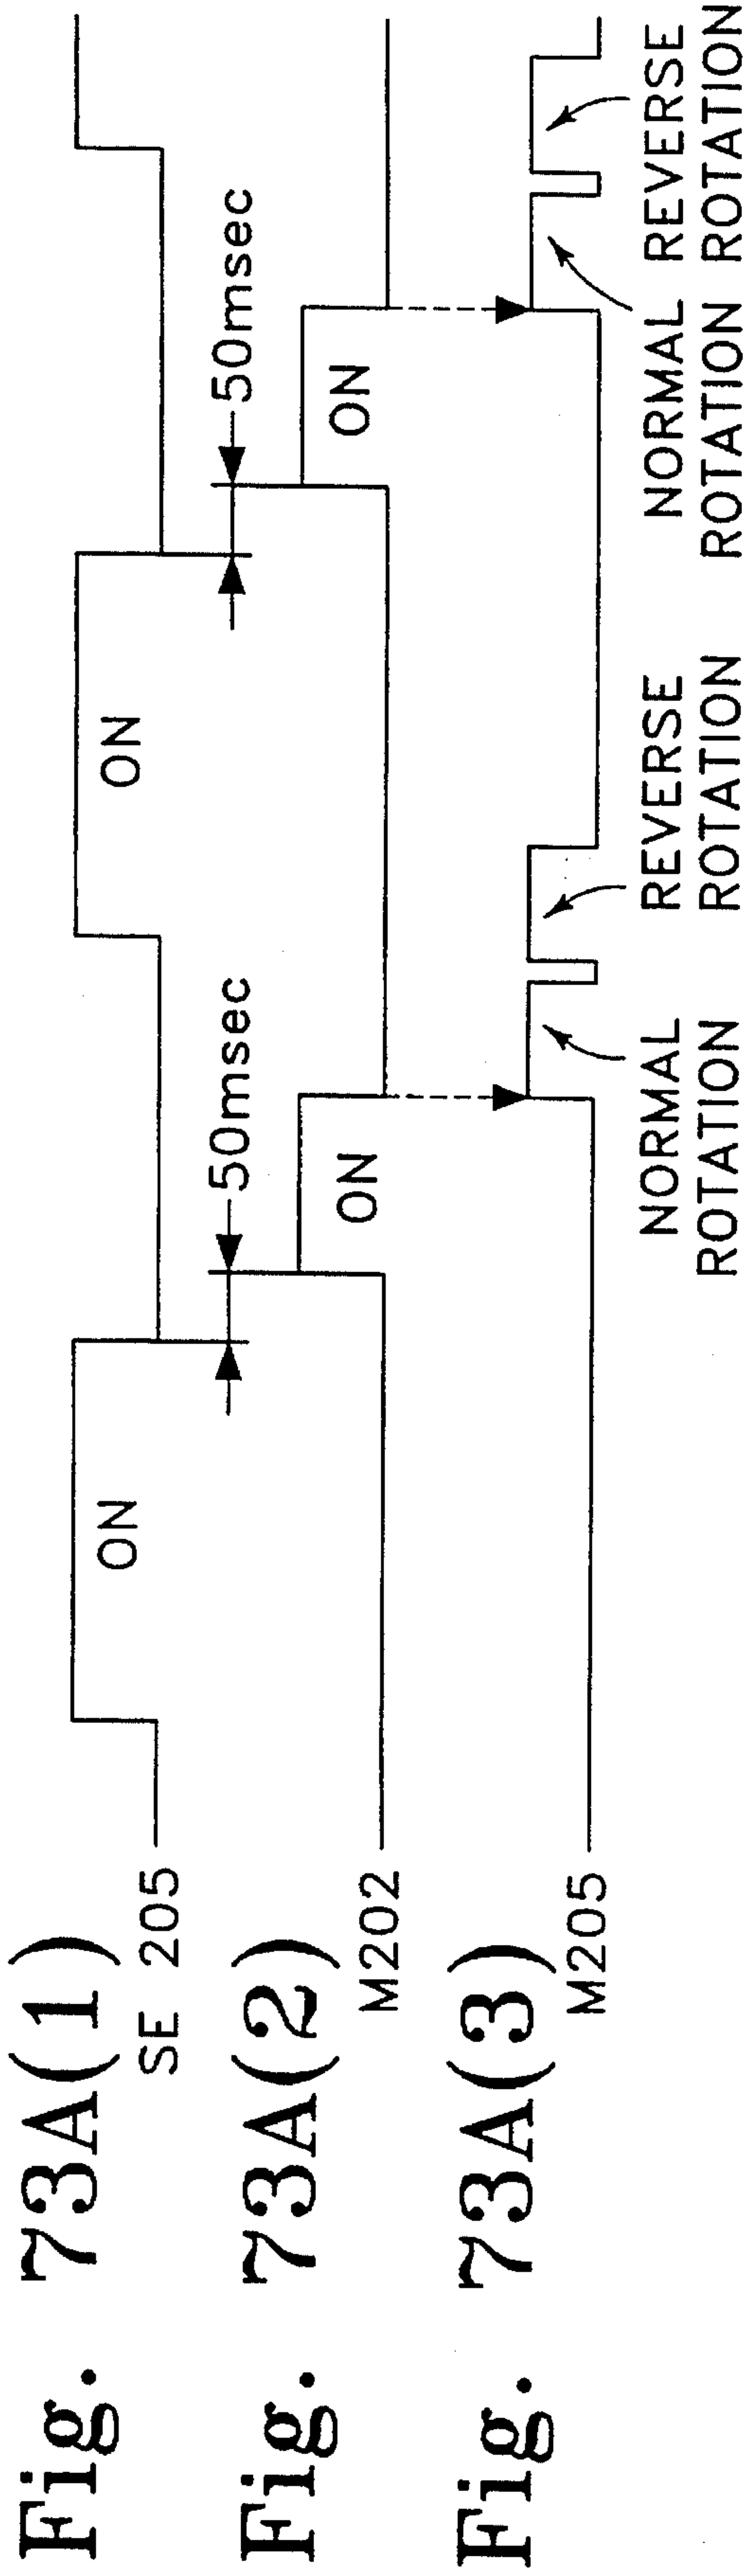 Fig. 73A(1)
SE 205
ON
ON
Fig. 73A(2)
M202
50msec
ON
50msec
ON
Fig. 73A(3)
M205
NORMAL
ROTATION
REVERSE
ROTATION
NORMAL
ROTATION
REVERSE
ROTATION